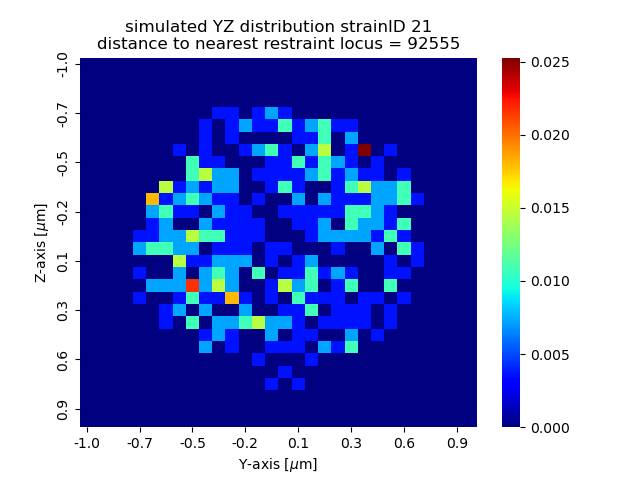 simulated YZ distribution strainID 21
distance to nearest restraint locus = 92555
-1.0
-0.7
-0.5
-0.2
0.1
0.3
0.6
0.9
Z-axis [μm]
-1.0 -0.7 -0.5 -0.2 0.1 0.3 0.6 0.9
Y-axis [μm]
0.025
0.020
0.015
0.010
0.005
0.000